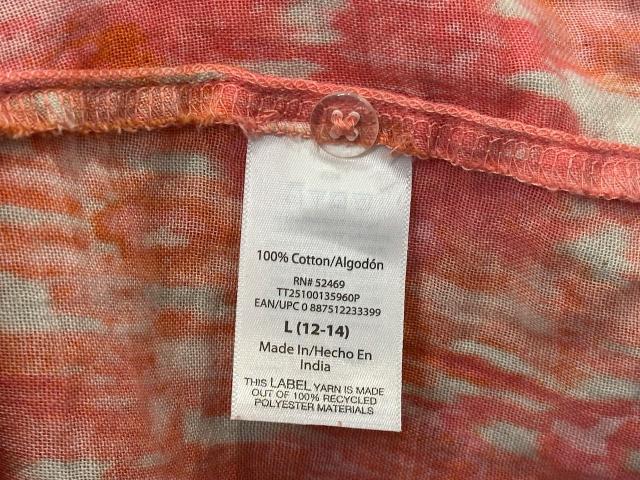 100% Cotton/Algodón
RN# 52469
TT25100135960P
EAN/UPC 0 887512233399
L (12-14)
Made In/Hecho En
India
THIS LABEL YARN IS MADE
OUT OF 100% RECYCLED
POLYESTER MATERIALS